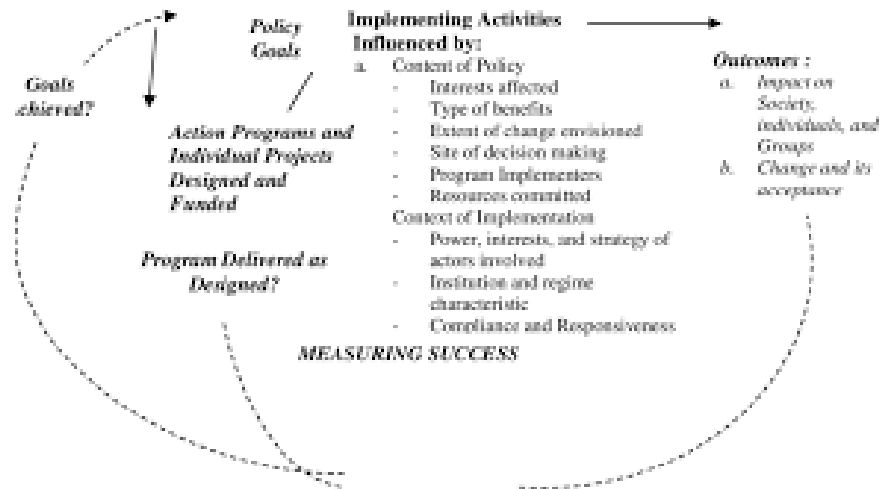 Policy
Goals
Implementing Activities
Influenced by:
a. Content of Policy
- Interests affected
- Type of benefits
- Extent of change envisioned
- Site of decision making
- Program Implementers
- Resources committed
Context of Implementation
- Power, interests, and strategy of
actors involved
- Institution and regime
characteristic
- Compliance and Responsiveness
Outcomes :
a. Impact on
Society,
individuals, and
Groups
b. Change and its
acceptance
Goals
chieved?
Action Programs and
Individual Projects
Designed and
Funded
Program Delivered as
Designed?
MEASURING SUCCESS